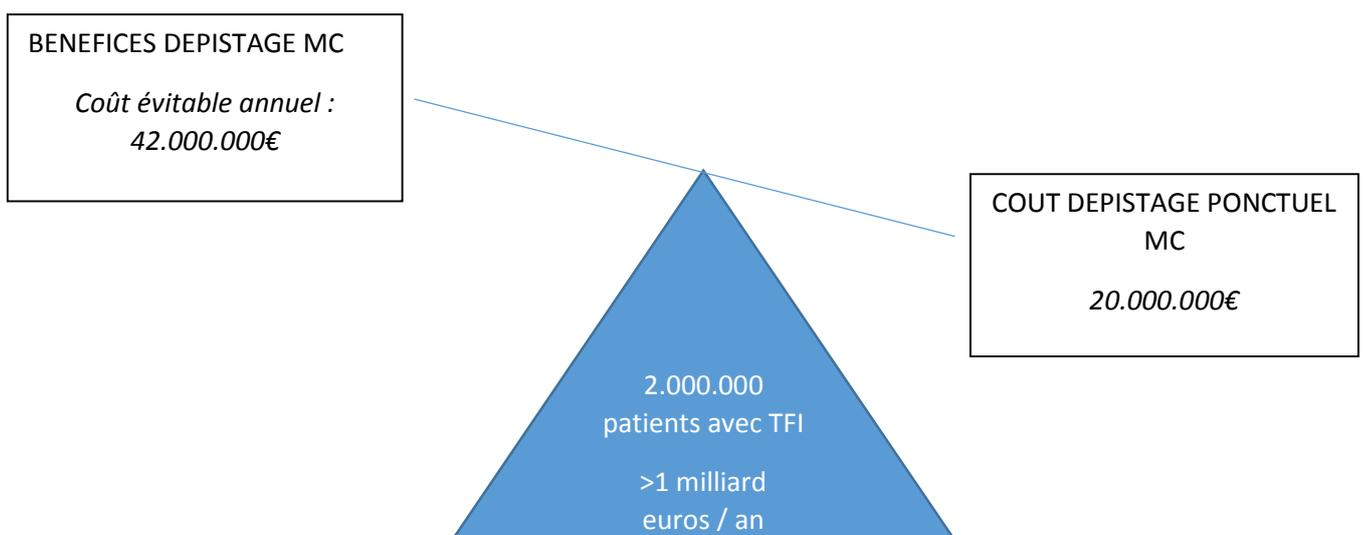 BENEFICES DEPISTAGE MC
Coût évitable annuel :
42.000.000€
COUT DEPISTAGE PONCTUEL
MC
20.000.000€
2.000.000
patients avec TFI
>1 milliard
euros / an